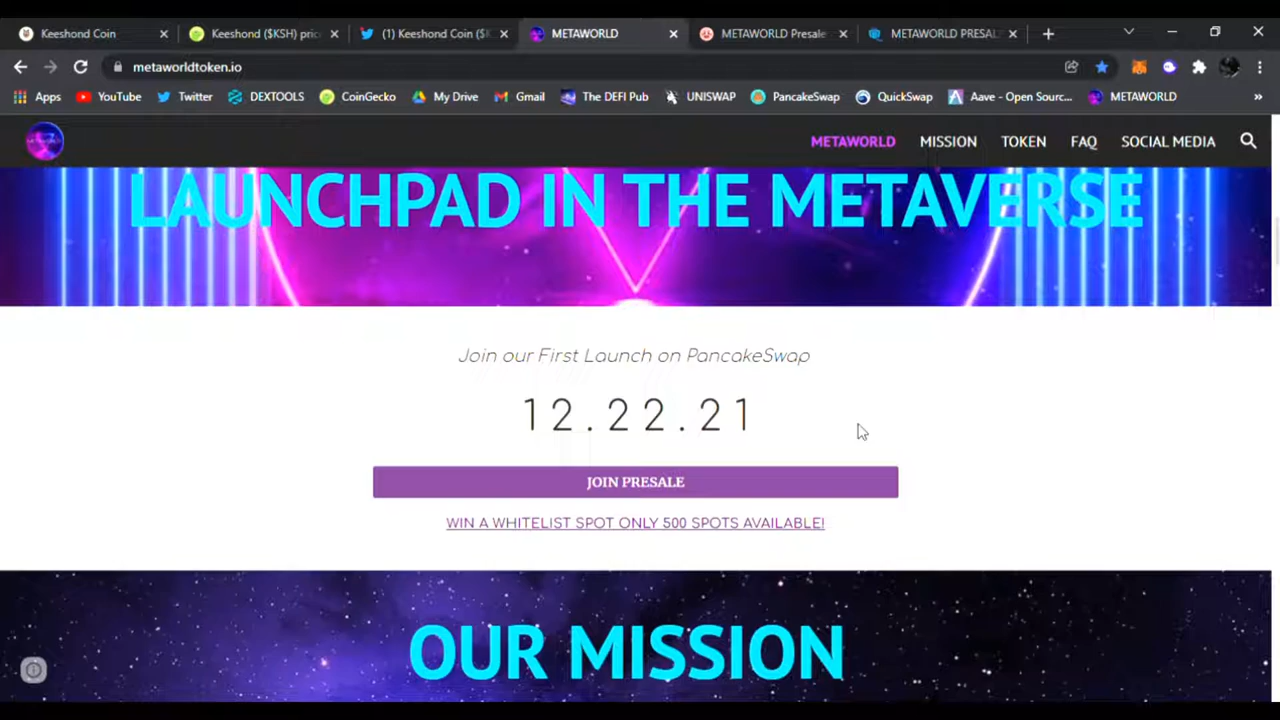 Keeshond Coin
Keeshond ($KSH) pric
(1) Keeshond Coin ($K
METAWORLD
METAWORLD Presale
METAWORLD PRESAL
metaworldtoken.io
Apps
YouTube
Twitter
DEXTOOLS
CoinGecko
My Drive
Gmail
The DEFI Pub
UNISWAP
PancakeSwap
QuickSwap
Aave - Open Sourc...
METAWORLD
»
METAWORLD
MISSION
TOKEN
FAQ
SOCIAL MEDIA
LAUNCHPAD IN THE METAVERSE
Join our First Launch on PancakeSwap
12.22.21
JOIN PRESALE
WIN A WHITELIST SPOT ONLY 500 SPOTS AVAILABLE!
OUR MISSION